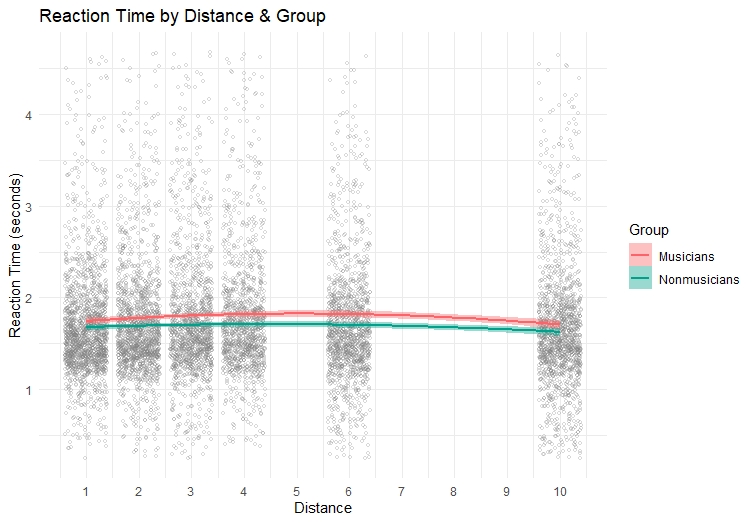 Reaction Time by Distance & Group
Reaction Time (seconds)
4
3
2
1
1 2 3 4 5 6 7 8 9 10
Distance
Group
Musicians
Nonmusicians